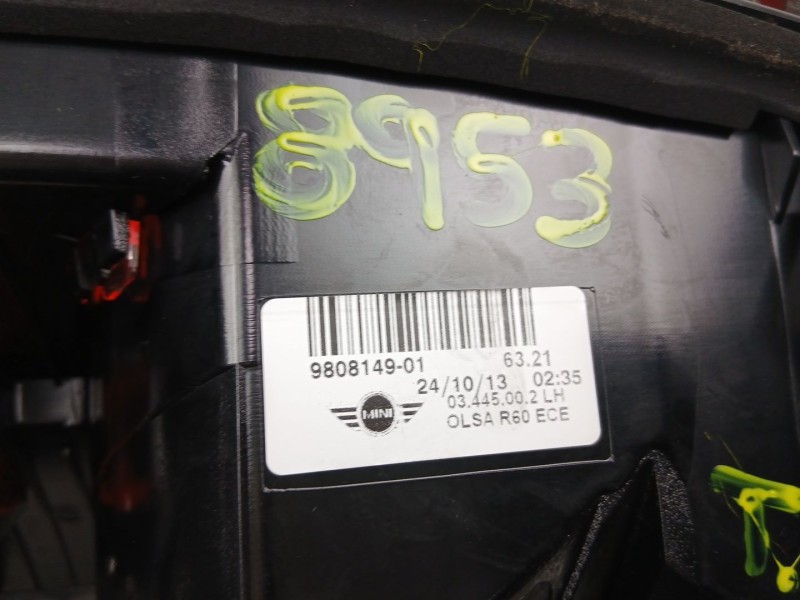 8953
9808149-01 63.21
24/10/13 02:35
03.445.00.2 LH
MINI
OLSA R60 ECE